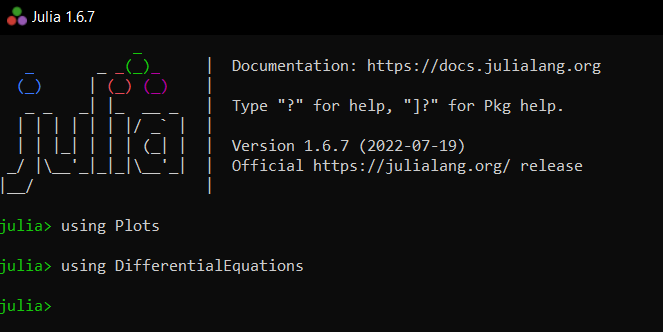 Julia 1.6.7
Documentation: https://docs.julialang.org
Type "?" for help, "]?" for Pkg help.
Version 1.6.7 (2022-07-19)
Official https://julialang.org/ release
julia> using Plots
julia> using DifferentialEquations
julia>